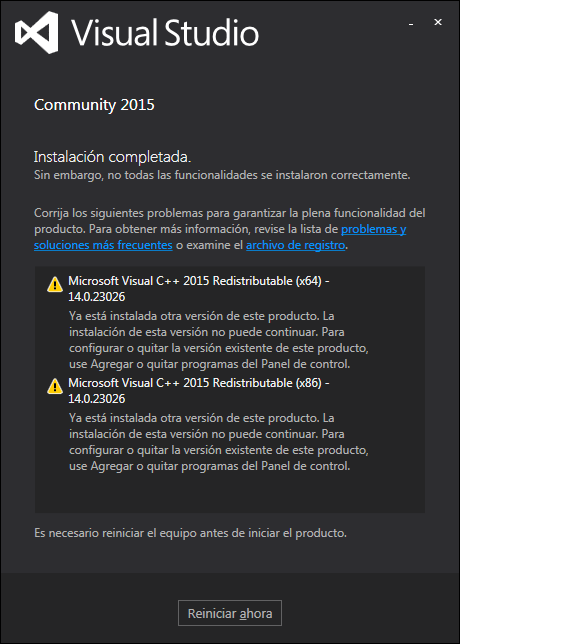 Visual Studio
Community 2015
Instalación completada.
Sin embargo, no todas las funcionalidades se instalaron correctamente.
Corrija los siguientes problemas para garantizar la plena funcionalidad del
producto. Para obtener más información, revise la lista de problemas y
soluciones más frecuentes o examine el archivo de registro.
Microsoft Visual C++ 2015 Redistributable (x64) -
14.0.23026
Ya está instalada otra versión de este producto. La
instalación de esta versión no puede continuar. Para
configurar o quitar la versión existente de este producto,
use Agregar o quitar programas del Panel de control.
Microsoft Visual C++ 2015 Redistributable (x86) -
14.0.23026
Ya está instalada otra versión de este producto. La
instalación de esta versión no puede continuar. Para
configurar o quitar la versión existente de este producto,
use Agregar o quitar programas del Panel de control.
Es necesario reiniciar el equipo antes de iniciar el producto.
Reiniciar ahora